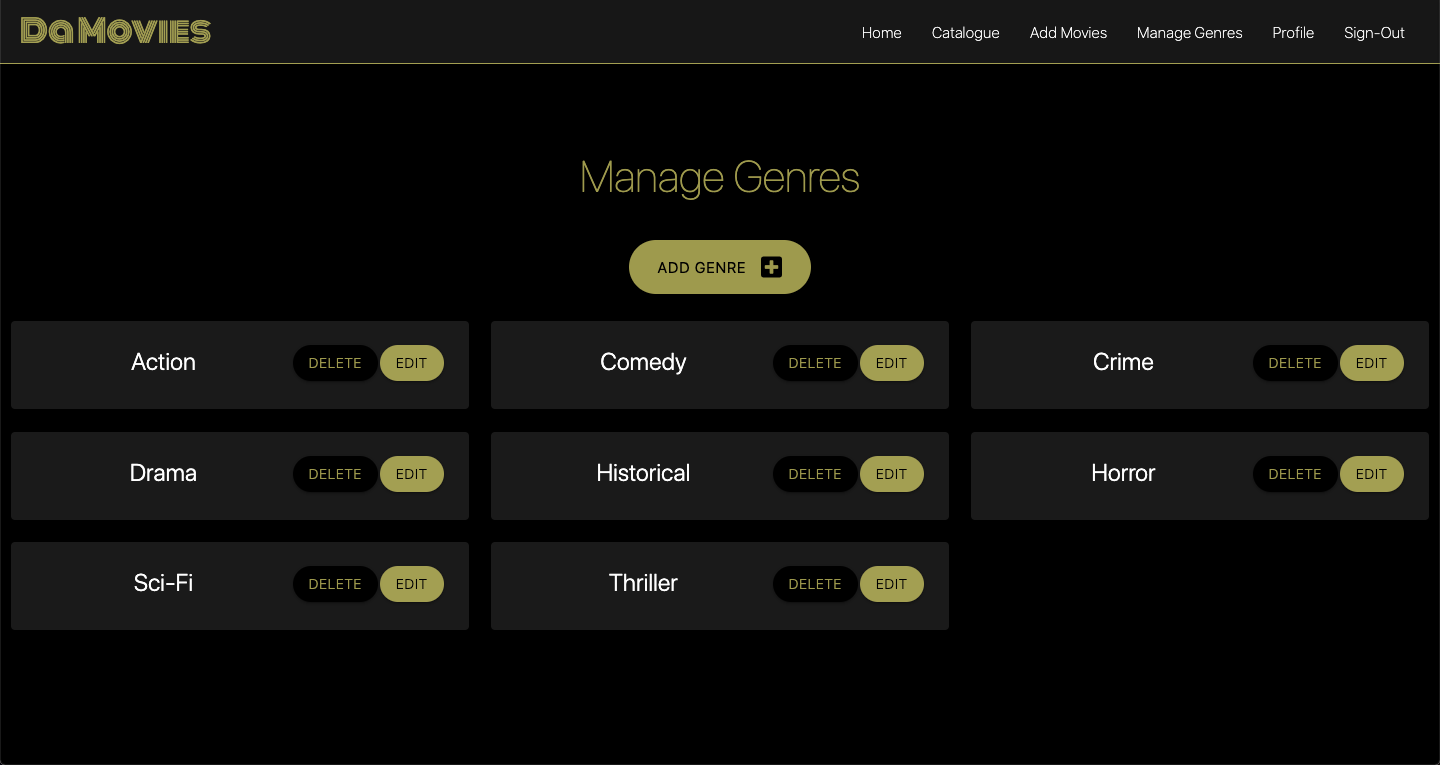 DaMovies
Home Catalogue Add Movies Manage Genres Profile Sign-Out
Manage Genres
ADD GENRE
Action DELETE EDIT
Comedy DELETE EDIT
Crime DELETE EDIT
Drama DELETE EDIT
Historical DELETE EDIT
Horror DELETE EDIT
Sci-Fi DELETE EDIT
Thriller DELETE EDIT